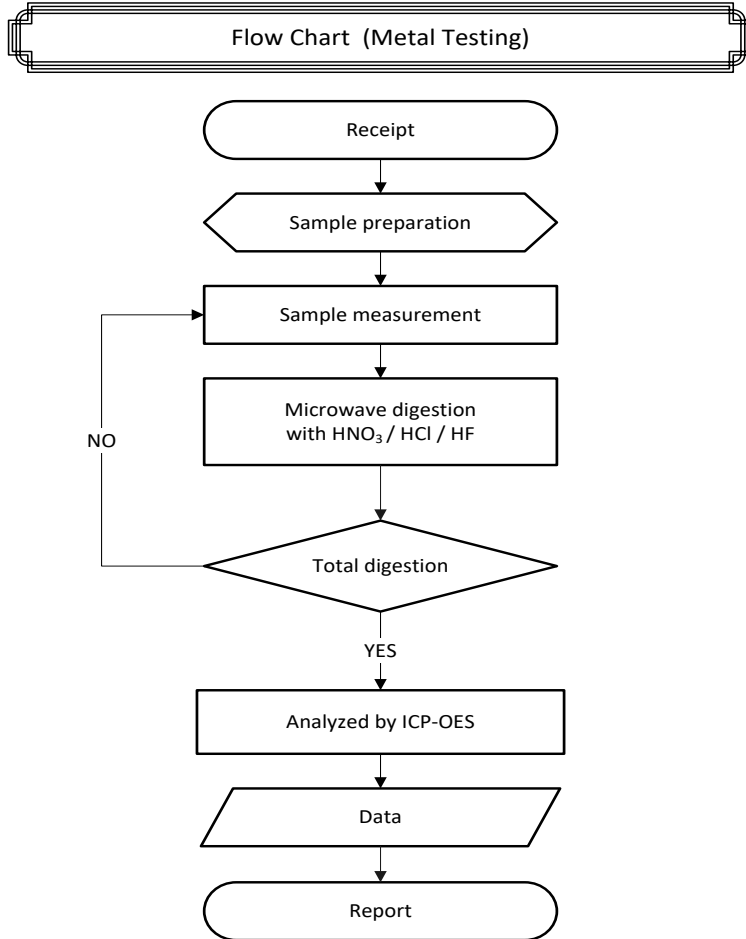 Flow Chart  (Metal Testing)
Receipt
Sample preparation
Sample measurement
Microwave digestion
with HNO₃ / HCl / HF
NO
Total digestion
YES
Analyzed by ICP-OES
Data
Report